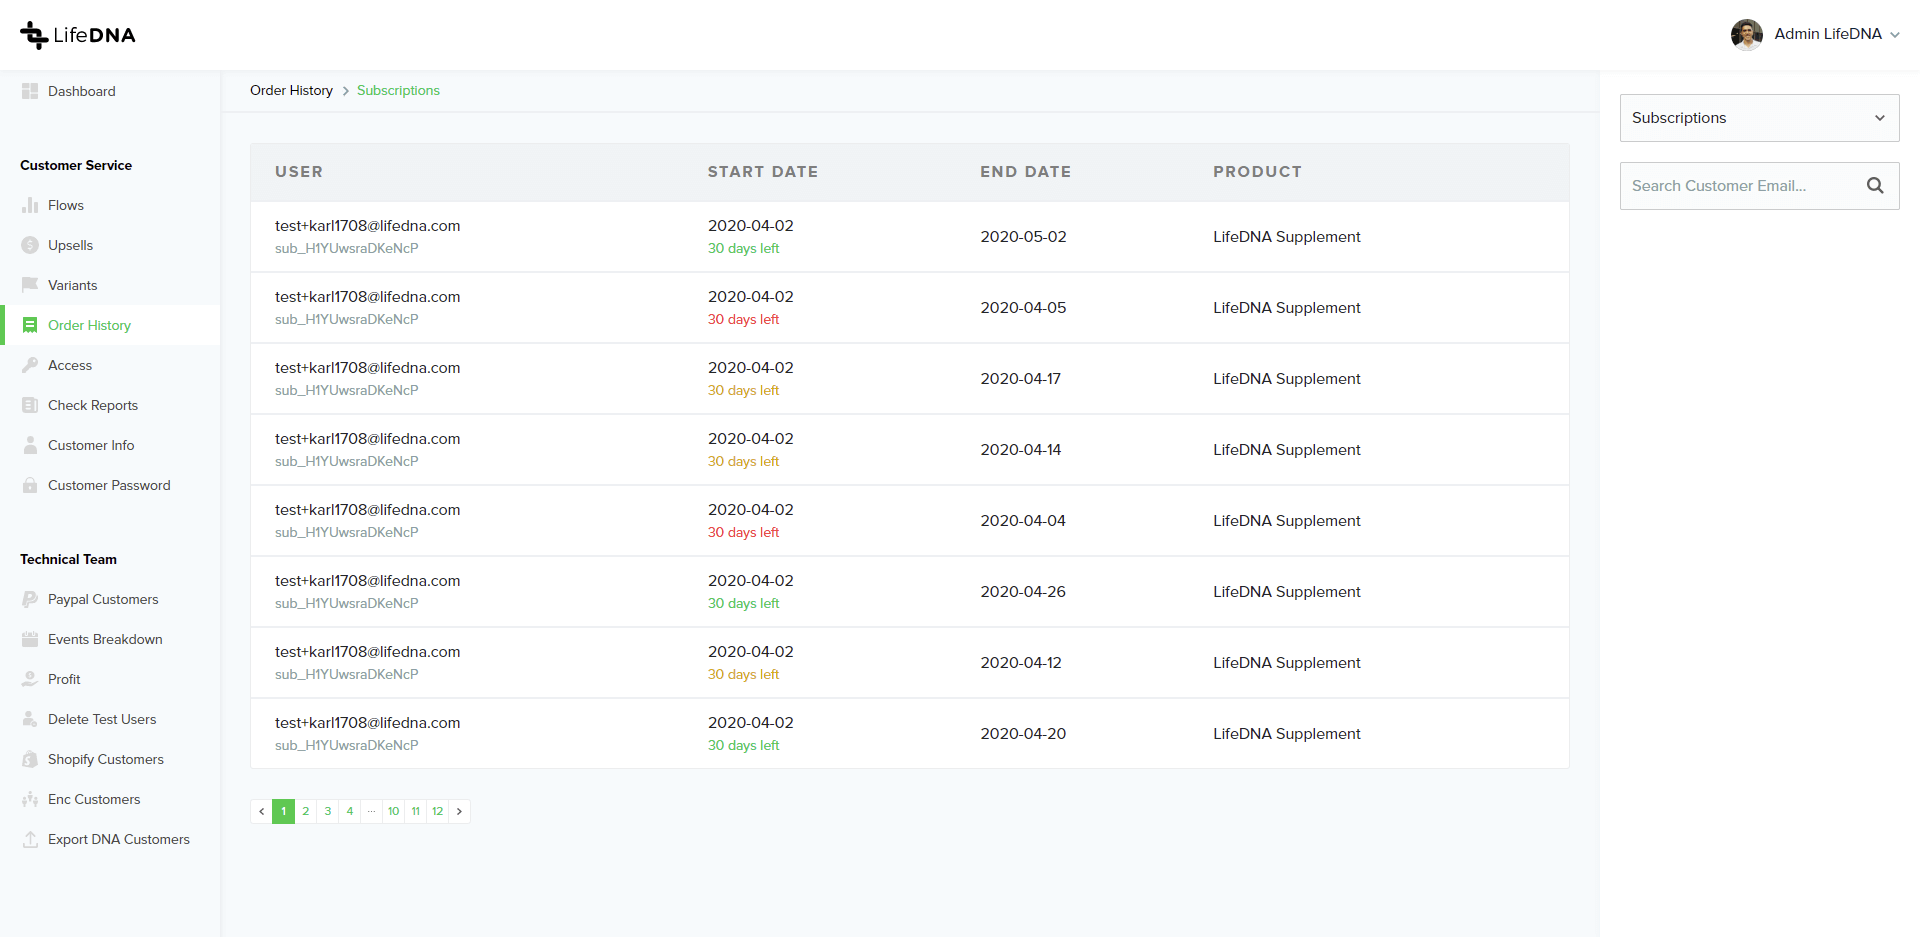 LifeDNA
Admin LifeDNA
Dashboard
Customer Service
Flows
Upsells
Variants
Order History
Access
Check Reports
Customer Info
Customer Password
Technical Team
Paypal Customers
Events Breakdown
Profit
Delete Test Users
Shopify Customers
Enc Customers
Export DNA Customers
Order History > Subscriptions
USER START DATE END DATE PRODUCT
test+karl1708@lifedna.com 2020-04-02 2020-05-02 LifeDNA Supplement
sub_H1YUwsraDKeNcP 30 days left
test+karl1708@lifedna.com 2020-04-02 2020-04-05 LifeDNA Supplement
sub_H1YUwsraDKeNcP 30 days left
test+karl1708@lifedna.com 2020-04-02 2020-04-17 LifeDNA Supplement
sub_H1YUwsraDKeNcP 30 days left
test+karl1708@lifedna.com 2020-04-02 2020-04-14 LifeDNA Supplement
sub_H1YUwsraDKeNcP 30 days left
test+karl1708@lifedna.com 2020-04-02 2020-04-04 LifeDNA Supplement
sub_H1YUwsraDKeNcP 30 days left
test+karl1708@lifedna.com 2020-04-02 2020-04-26 LifeDNA Supplement
sub_H1YUwsraDKeNcP 30 days left
test+karl1708@lifedna.com 2020-04-02 2020-04-12 LifeDNA Supplement
sub_H1YUwsraDKeNcP 30 days left
test+karl1708@lifedna.com 2020-04-02 2020-04-20 LifeDNA Supplement
sub_H1YUwsraDKeNcP 30 days left
< 1 2 3 4 ... 10 11 12 >
Subscriptions
Search Customer Email...